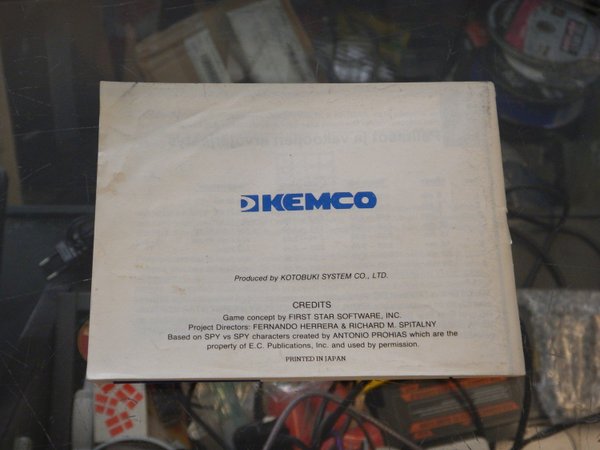 KEMCO
Produced by KOTOBUKI SYSTEM CO., LTD.
CREDITS
Game concept by FIRST STAR SOFTWARE, INC.
Project Directors: FERNANDO HERRERA & RICHARD M. SPITALNY
Based on SPY vs SPY characters created by ANTONIO PROHIAS which are the
property of E.C. Publications, Inc. and used by permission.
PRINTED IN JAPAN